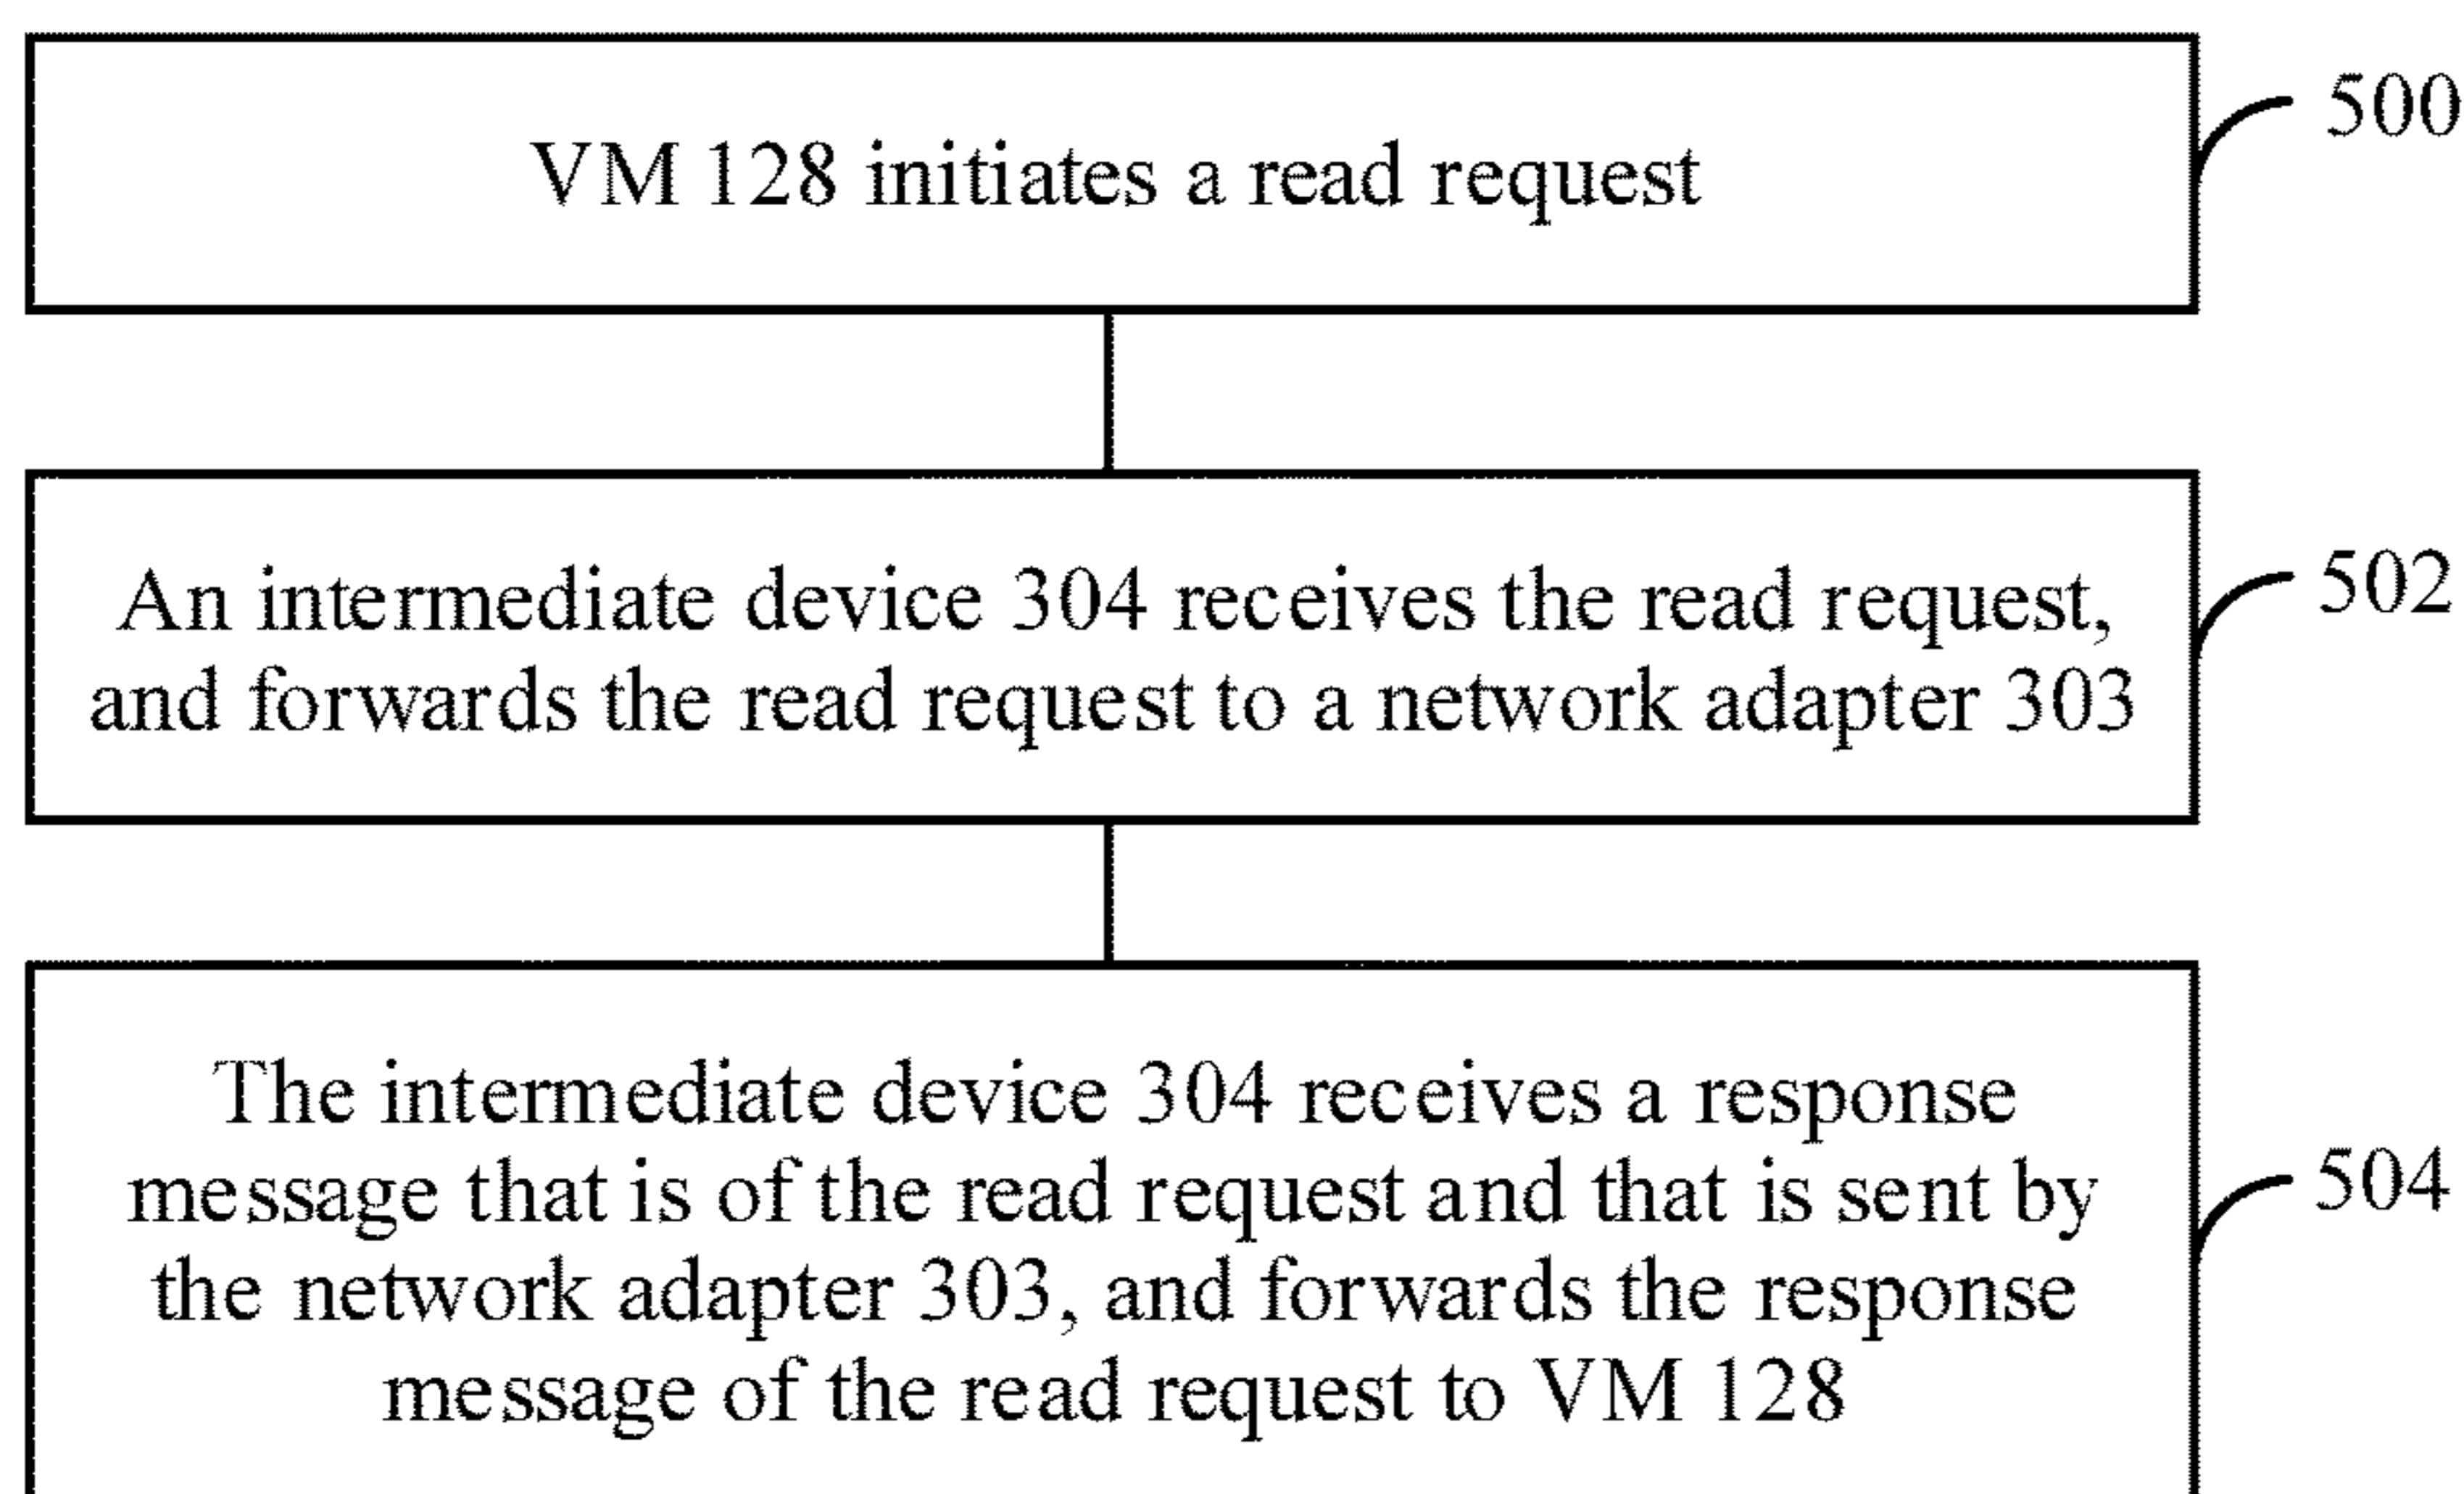 VM 128 initiates a read request
500
An intermediate device 304 receives the read request,
and forwards the read request to a network adapter 303
502
The intermediate device 304 receives a response
message that is of the read request and that is sent by
the network adapter 303, and forwards the response
message of the read request to VM 128
504